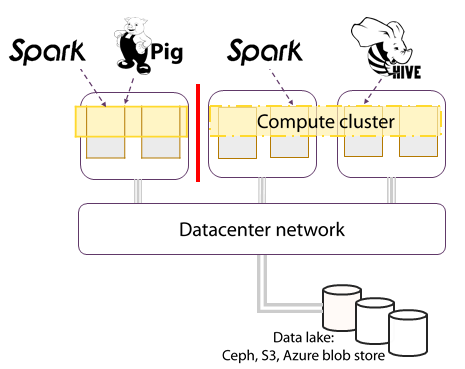 Spark
Pig
Spark
HIVE
Compute cluster
Datacenter network
Data lake:
Ceph, S3, Azure blob store